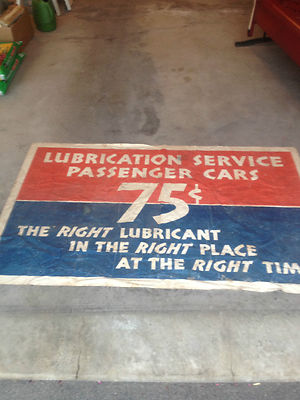 LUBRICATION SERVICE
PASSENGER CARS
75¢
THE RIGHT LUBRICANT
IN THE RIGHT PLACE
AT THE RIGHT TIM